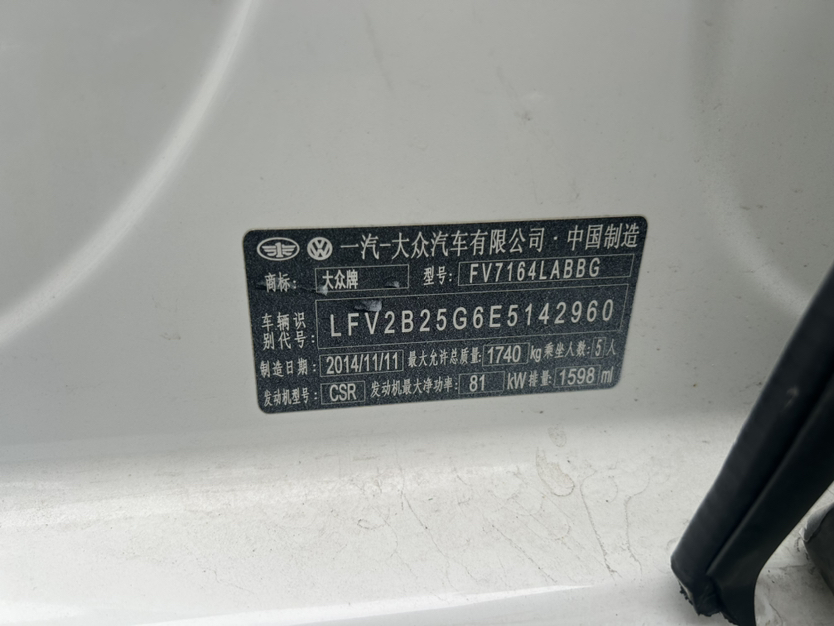 一汽-大众汽车有限公司·中国制造
商标: 大众牌 型号: FV7164LABBG
车辆识别代号: LFV2B25G6E5142960
制造日期: 2014/11/11 最大允许总质量: 1740 kg 乘坐人数: 5 人
发动机型号: CSR 发动机最大净功率: 81 kW 排量: 1598 ml